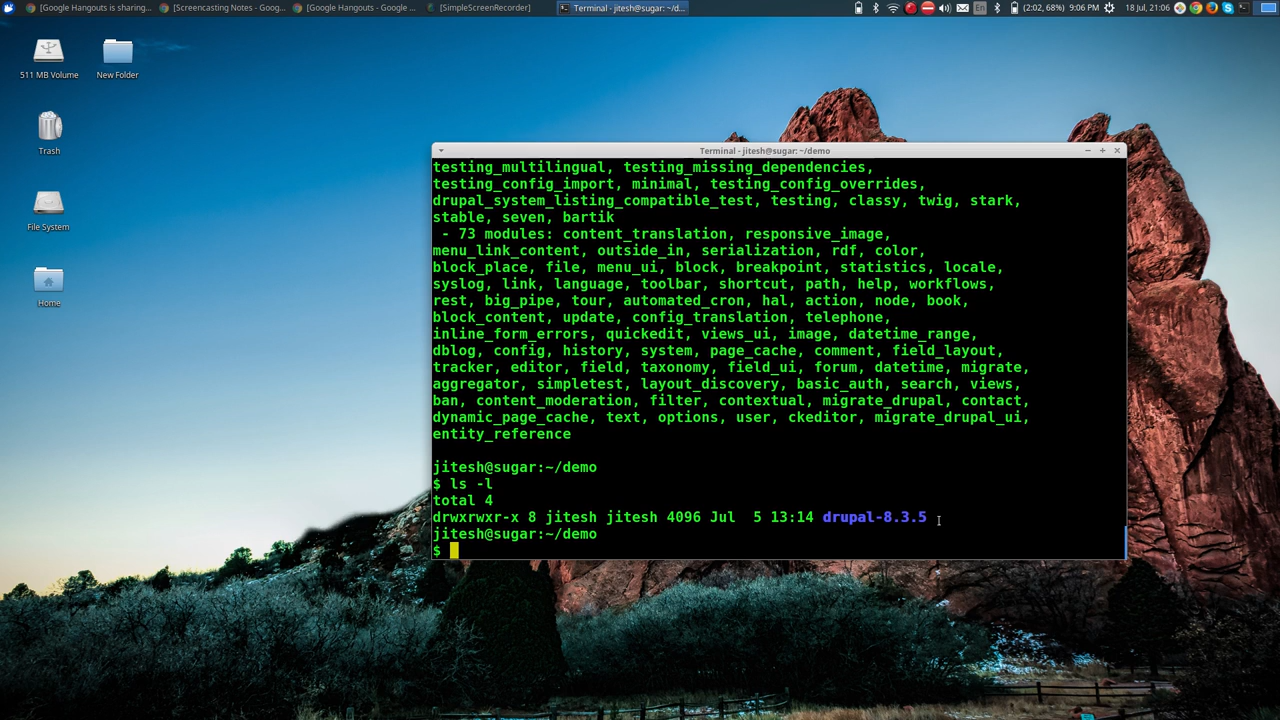 [Google Hangouts is sharing...
[Screencasting Notes - Goog...
[Google Hangouts - Google ...
[SimpleScreenRecorder]
Terminal - jitesh@sugar: ~/d...
En
(2:02, 68%)
9:06 PM
18 Jul, 21:06
511 MB Volume
New Folder
Trash
File System
Home
Terminal - jitesh@sugar: ~/demo
testing_multilingual, testing_missing_dependencies,
testing_config_import, minimal, testing_config_overrides,
drupal_system_listing_compatible_test, testing, classy, twig, stark,
stable, seven, bartik
- 73 modules: content_translation, responsive_image,
menu_link_content, outside_in, serialization, rdf, color,
block_place, file, menu_ui, block, breakpoint, statistics, locale,
syslog, link, language, toolbar, shortcut, path, help, workflows,
rest, big_pipe, tour, automated_cron, hal, action, node, book,
block_content, update, config_translation, telephone,
inline_form_errors, quickedit, views_ui, image, datetime_range,
dblog, config, history, system, page_cache, comment, field_layout,
tracker, editor, field, taxonomy, field_ui, forum, datetime, migrate,
aggregator, simpletest, layout_discovery, basic_auth, search, views,
ban, content_moderation, filter, contextual, migrate_drupal, contact,
dynamic_page_cache, text, options, user, ckeditor, migrate_drupal_ui,
entity_reference
jitesh@sugar:~/demo
$ ls -l
total 4
drwxrwxr-x 8 jitesh jitesh 4096 Jul  5 13:14 drupal-8.3.5
jitesh@sugar:~/demo
$